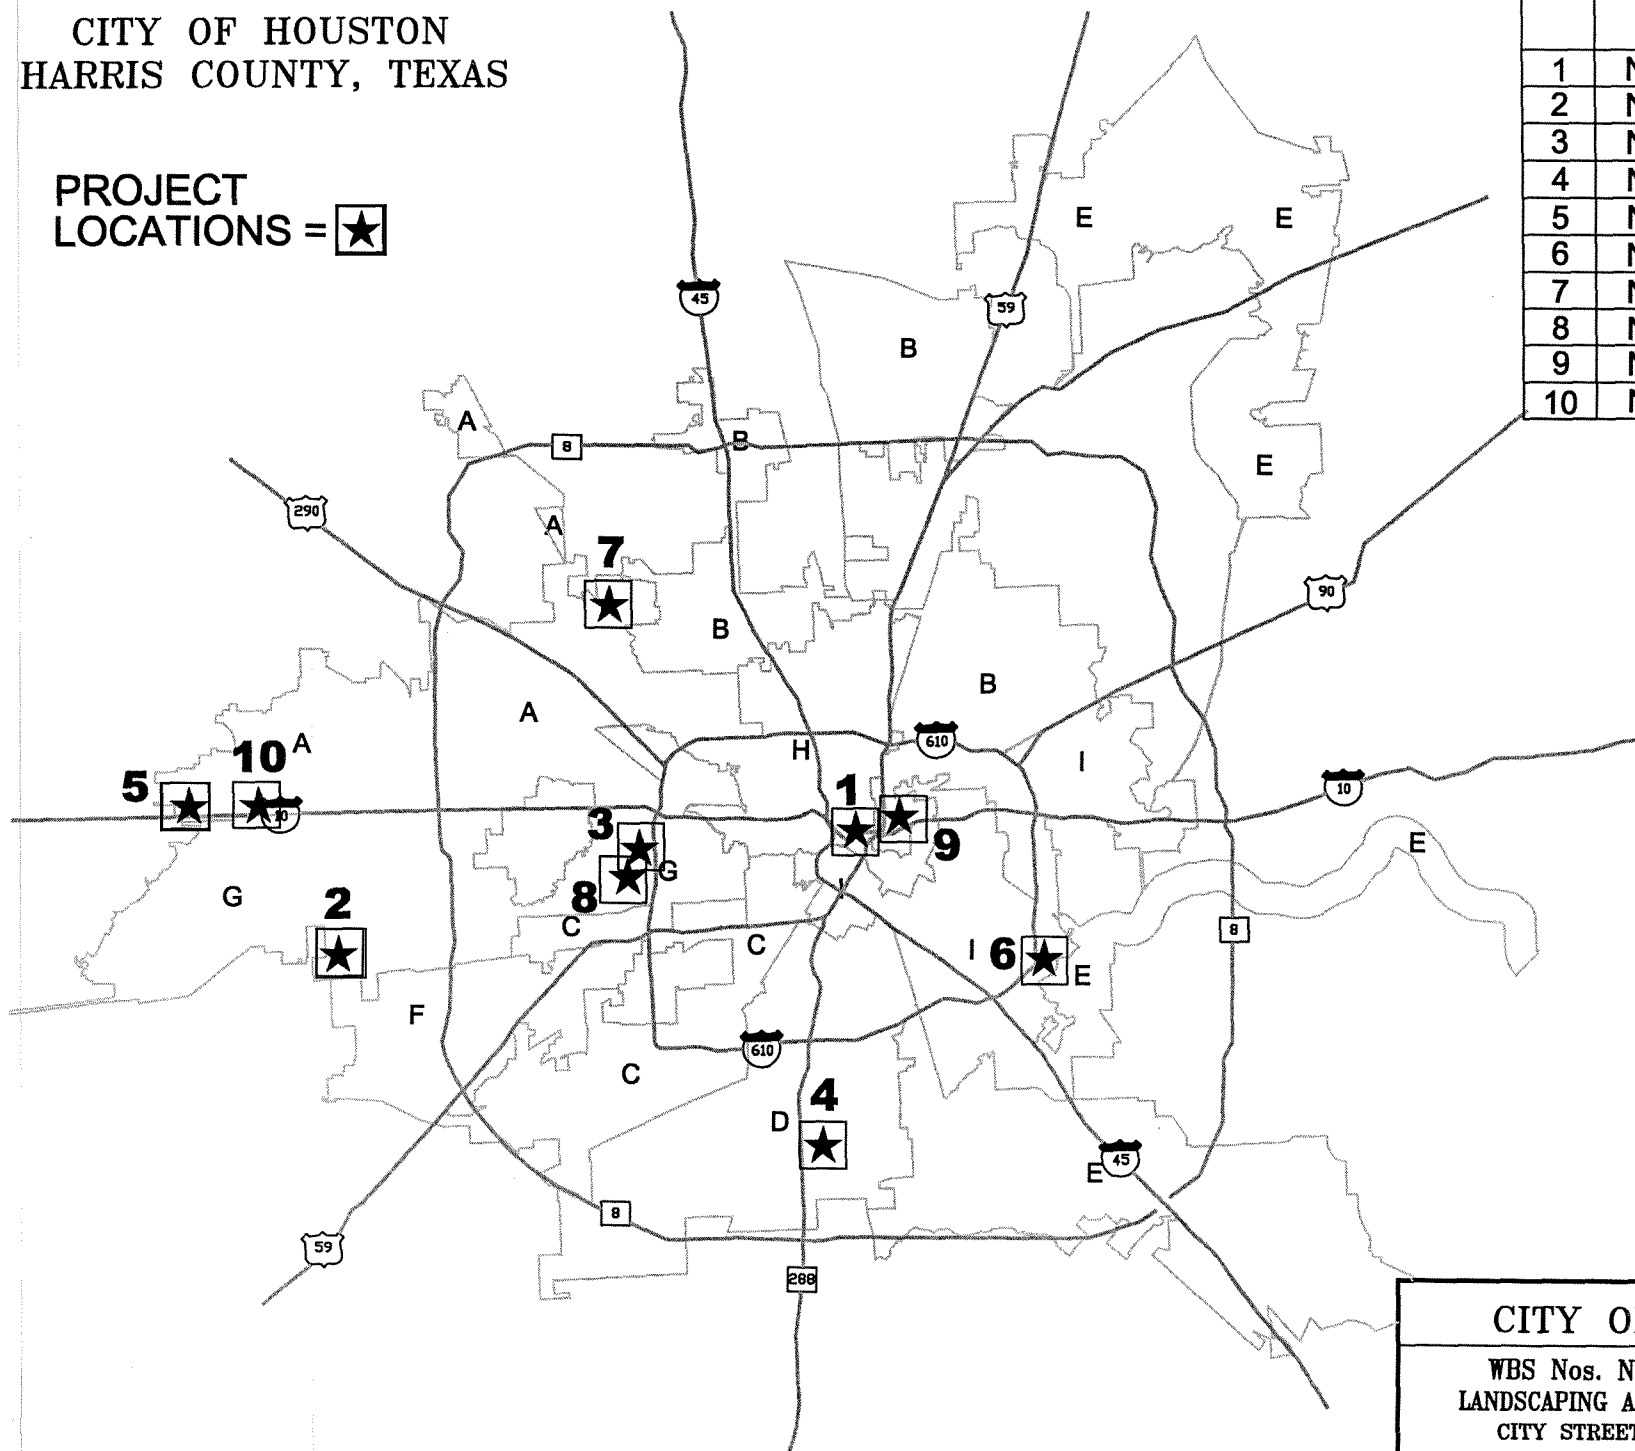 CITY OF HOUSTON
HARRIS COUNTY, TEXAS
PROJECT
LOCATIONS =
1 N
2 N
3 N
4 N
5 N
6 N
7 N
8 N
9 N
10 N
E
E
45
59
B
A
B
8
E
290
A
7
90
B
B
A
H
610
I
10
A
5
10
10
1
9
3
G
8
E
G
2
C
I
C
I
6
E
8
F
610
C
4
D
45
E
8
59
288
CITY O
WBS Nos. N
LANDSCAPING A
CITY STREET